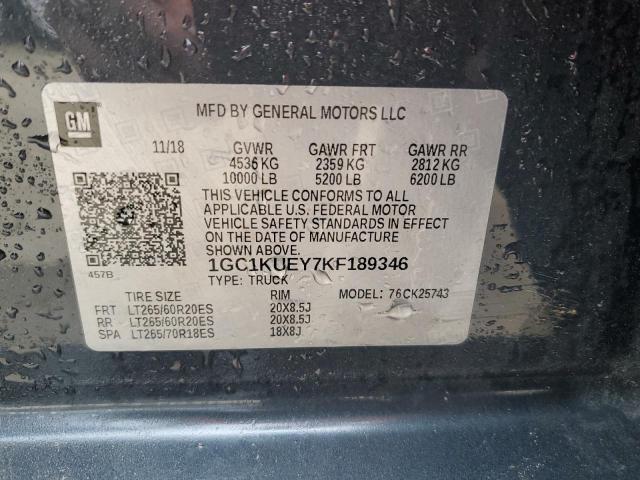 GM
MFD BY GENERAL MOTORS LLC
11/18 GVWR GAWR FRT GAWR RR
4536 KG 2359 KG 2812 KG
10000 LB 5200 LB 6200 LB
THIS VEHICLE CONFORMS TO ALL
APPLICABLE U.S. FEDERAL MOTOR
VEHICLE SAFETY STANDARDS IN EFFECT
ON THE DATE OF MANUFACTURE
SHOWN ABOVE.
457B
1GC1KUEY7KF189346
TYPE: TRUCK
TIRE SIZE RIM MODEL: 76CK25743
FRT LT265/60R20ES 20X8.5J
RR LT265/60R20ES 20X8.5J
SPA LT265/70R18ES 18X8J